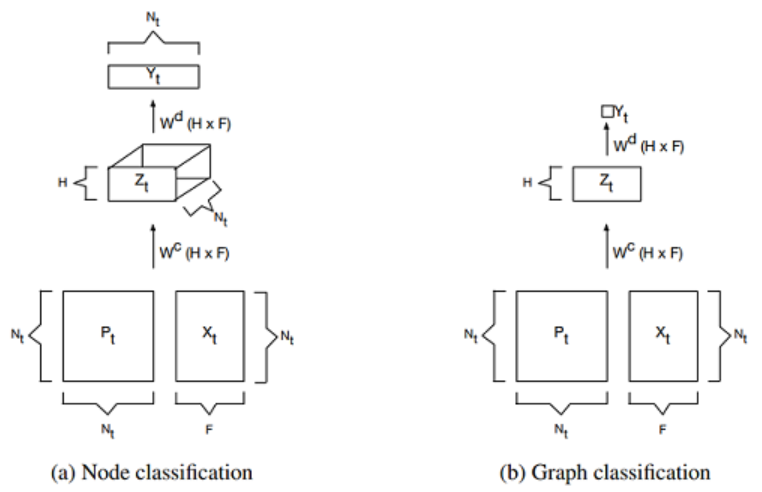 N_t
Y_t
W^d (H x F)
H
Z_t
N_t
W^c (H x F)
N_t
P_t
X_t
N_t
N_t
F
(a) Node classification
Y_t
W^d (H x F)
H
Z_t
W^c (H x F)
N_t
P_t
X_t
N_t
N_t
F
(b) Graph classification